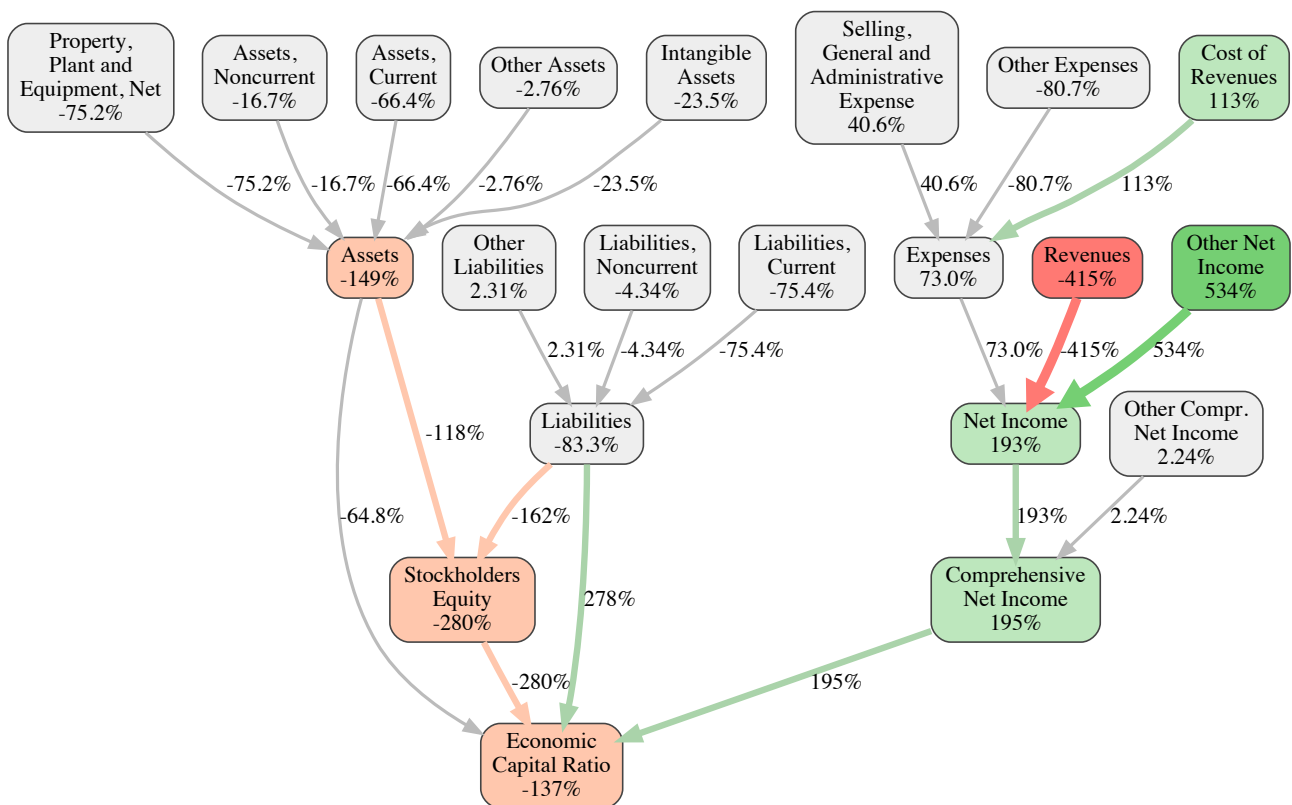 Property,
Plant and
Equipment, Net
-75.2%
Assets,
Noncurrent
-16.7%
Assets,
Current
-66.4%
Other Assets
-2.76%
Intangible
Assets
-23.5%
Selling,
General and
Administrative
Expense
40.6%
Other Expenses
-80.7%
Cost of
Revenues
113%
-75.2%
-16.7%
-66.4%
-2.76%
-23.5%
40.6%
-80.7%
113%
Assets
-149%
Other
Liabilities
2.31%
Liabilities,
Noncurrent
-4.34%
Liabilities,
Current
-75.4%
Expenses
73.0%
Revenues
-415%
Other Net
Income
534%
2.31%
-4.34%
-75.4%
73.0%
-415%
534%
Liabilities
-83.3%
Net Income
193%
Other Compr.
Net Income
2.24%
-118%
-64.8%
-162%
193%
2.24%
Stockholders
Equity
-280%
278%
Comprehensive
Net Income
195%
-280%
195%
Economic
Capital Ratio
-137%